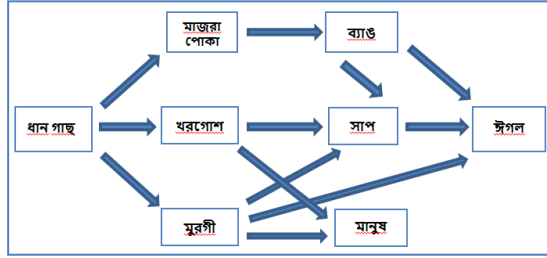 মাজরা
পোকা
ব্যাঙ
ধান গাছ
খরগোশ
সাপ
ঈগল
মুরগী
মানুষ